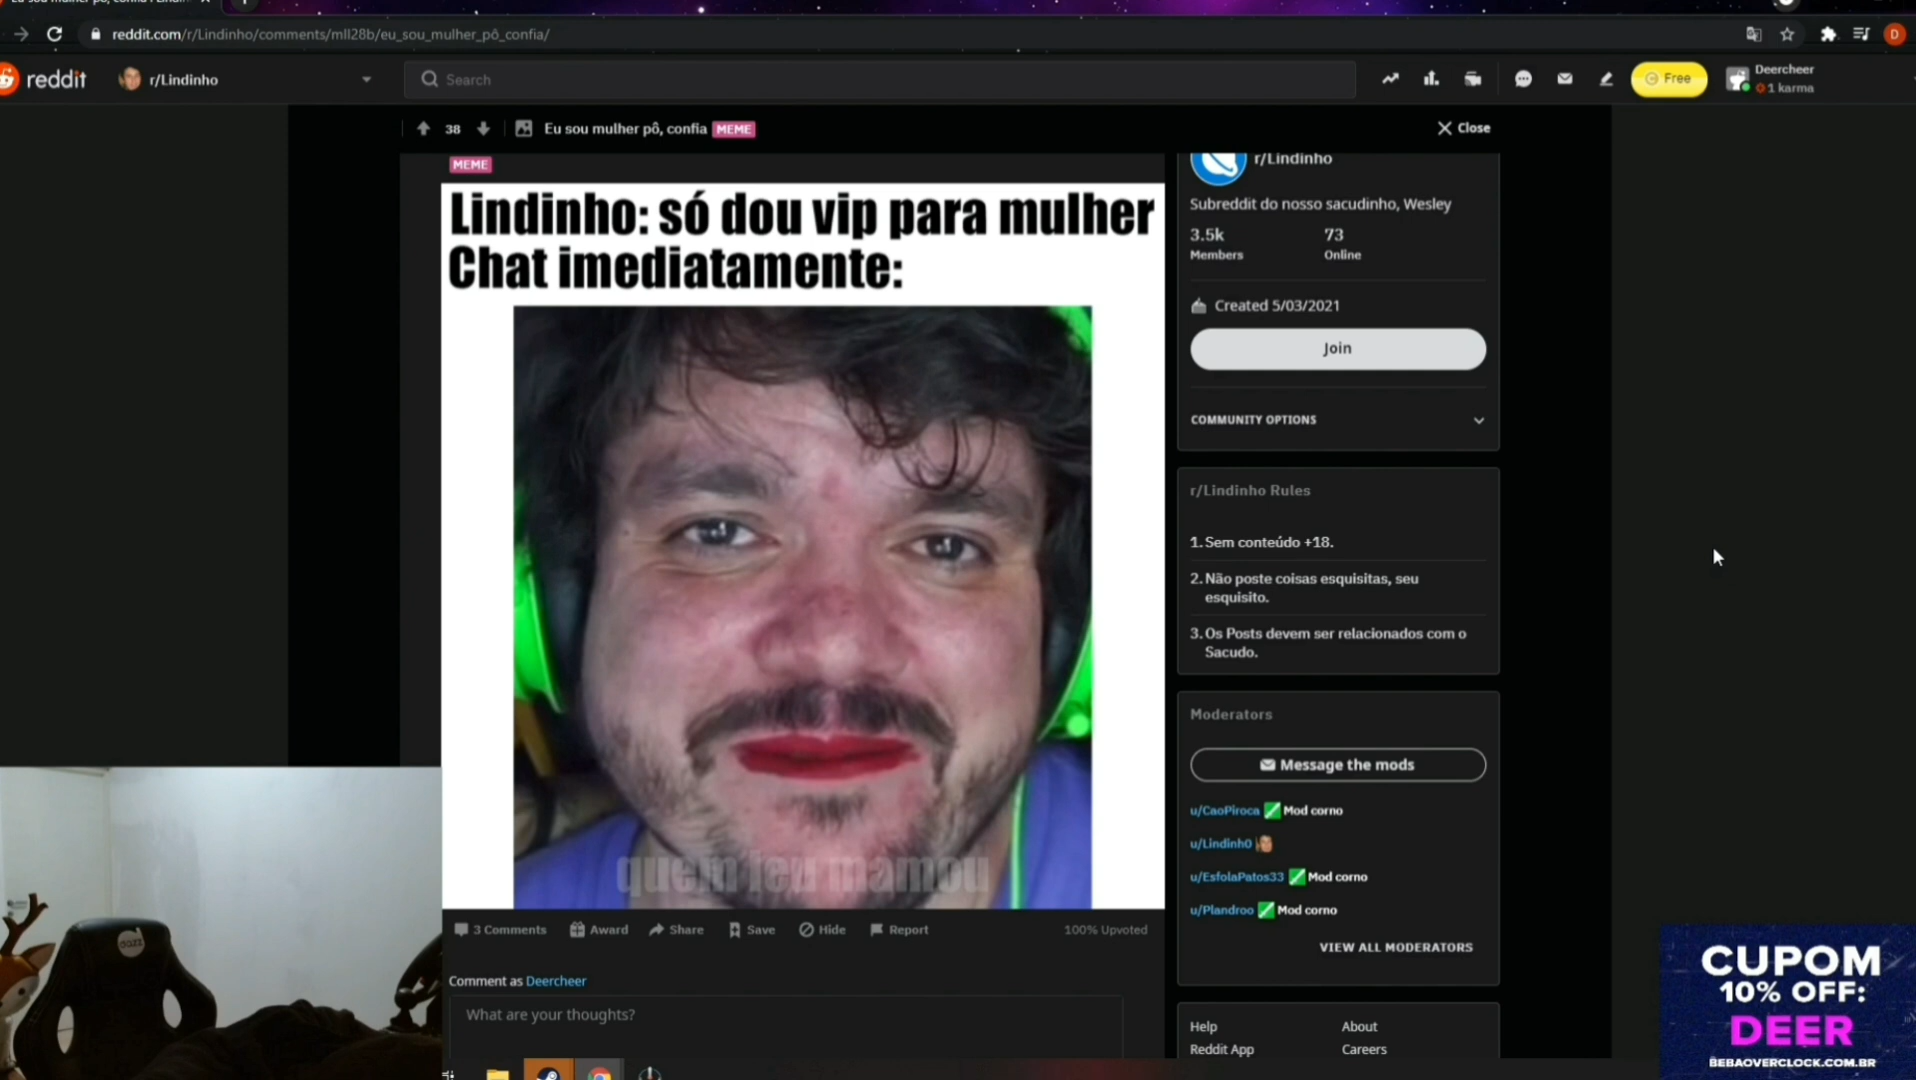 reddit.com/r/Lindinho/comments/mll28b/eu_sou_mulher_pô_confia/
reddit
r/Lindinho
Search
Free
Deercheer
1 karma
38
Eu sou mulher pô, confia
MEME
Close
MEME
Lindinho: só dou vip para mulher
Chat imediatamente:
quem leu mamou
3 Comments
Award
Share
Save
Hide
Report
100% Upvoted
Comment as Deercheer
What are your thoughts?
r/Lindinho
Subreddit do nosso sacudinho, Wesley
3.5k
73
Members
Online
Created 5/03/2021
Join
COMMUNITY OPTIONS
r/Lindinho Rules
1. Sem conteúdo +18.
2. Não poste coisas esquisitas, seu
esquisito.
3. Os Posts devem ser relacionados com o
Sacudo.
Moderators
Message the mods
u/CaoPiroca Mod corno
u/Lindinh0
u/EsfolaPatos33 Mod corno
u/Plandroo Mod corno
VIEW ALL MODERATORS
Help
About
Reddit App
Careers
dazz
CUPOM
10% OFF:
DEER
BEBAOVERCLOCK.COM.BR